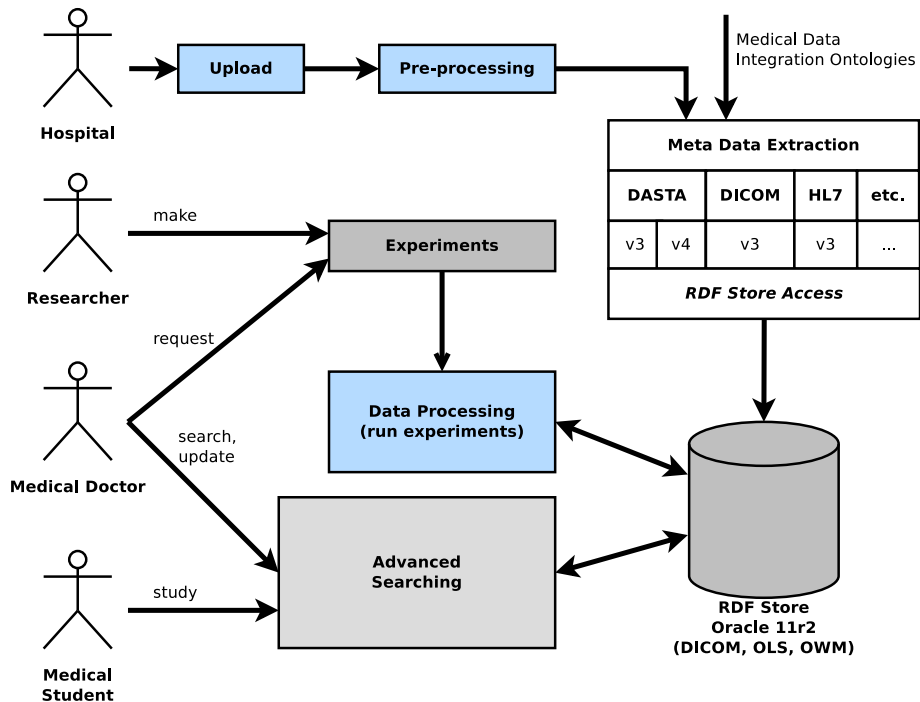 Hospital
Upload
Pre-processing
Medical Data
Integration Ontologies
Meta Data Extraction
DASTA DICOM HL7 etc.
v3 v4 v3 v3 ...
RDF Store Access
Researcher
make
Experiments
request
Medical Doctor
search,
update
Data Processing
(run experiments)
Advanced
Searching
study
Medical
Student
RDF Store
Oracle 11r2
(DICOM, OLS, OWM)